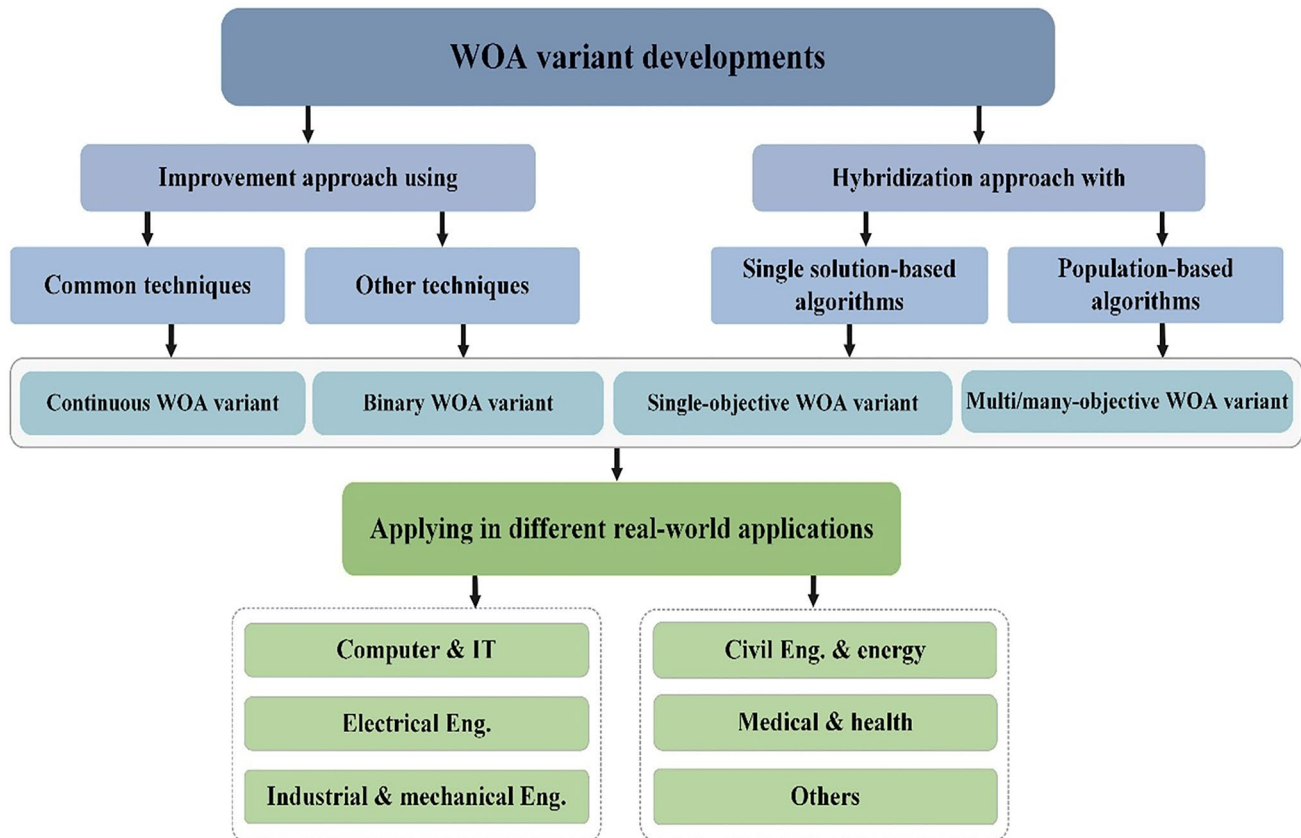 WOA variant developments
Improvement approach using
Hybridization approach with
Common techniques
Other techniques
Single solution-based
algorithms
Population-based
algorithms
Continuous WOA variant
Binary WOA variant
Single-objective WOA variant
Multi/many-objective WOA variant
Applying in different real-world applications
Computer & IT
Electrical Eng.
Industrial & mechanical Eng.
Civil Eng. & energy
Medical & health
Others